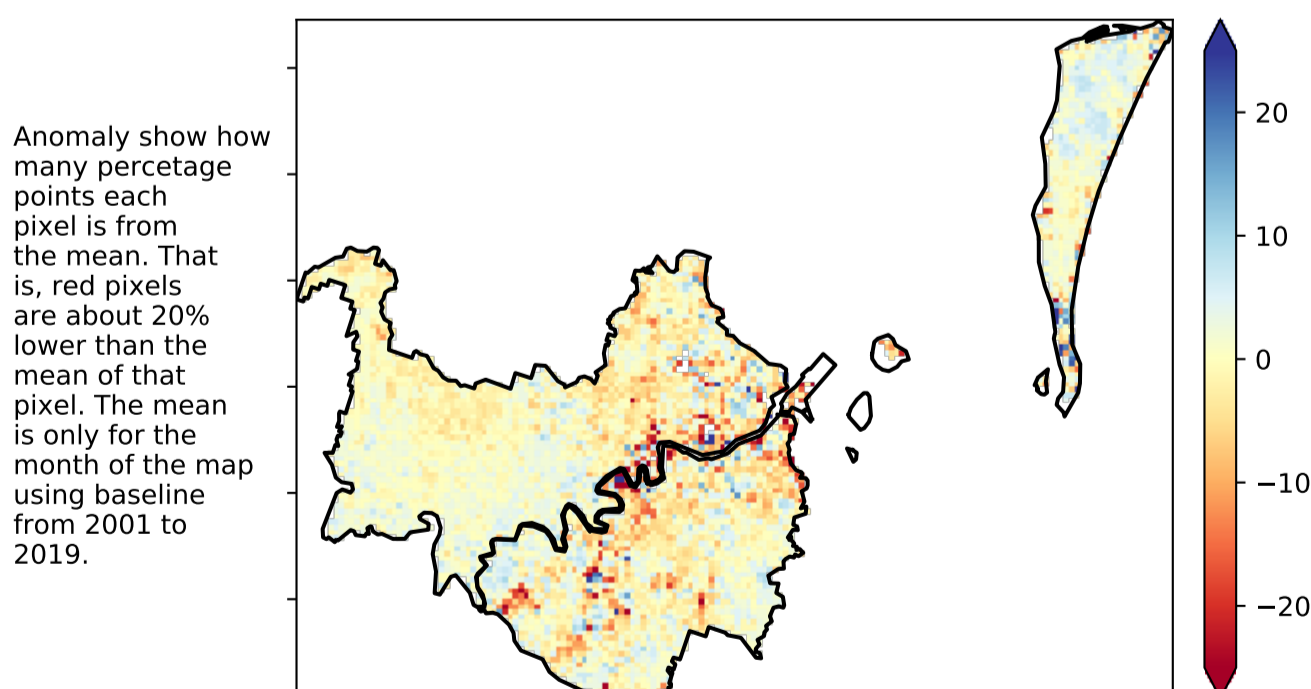 Anomaly show how
many percetage
points each
pixel is from
the mean. That
is, red pixels
are about 20%
lower than the
mean of that
pixel. The mean
is only for the
month of the map
using baseline
from 2001 to
2019.
20
10
0
−10
−20